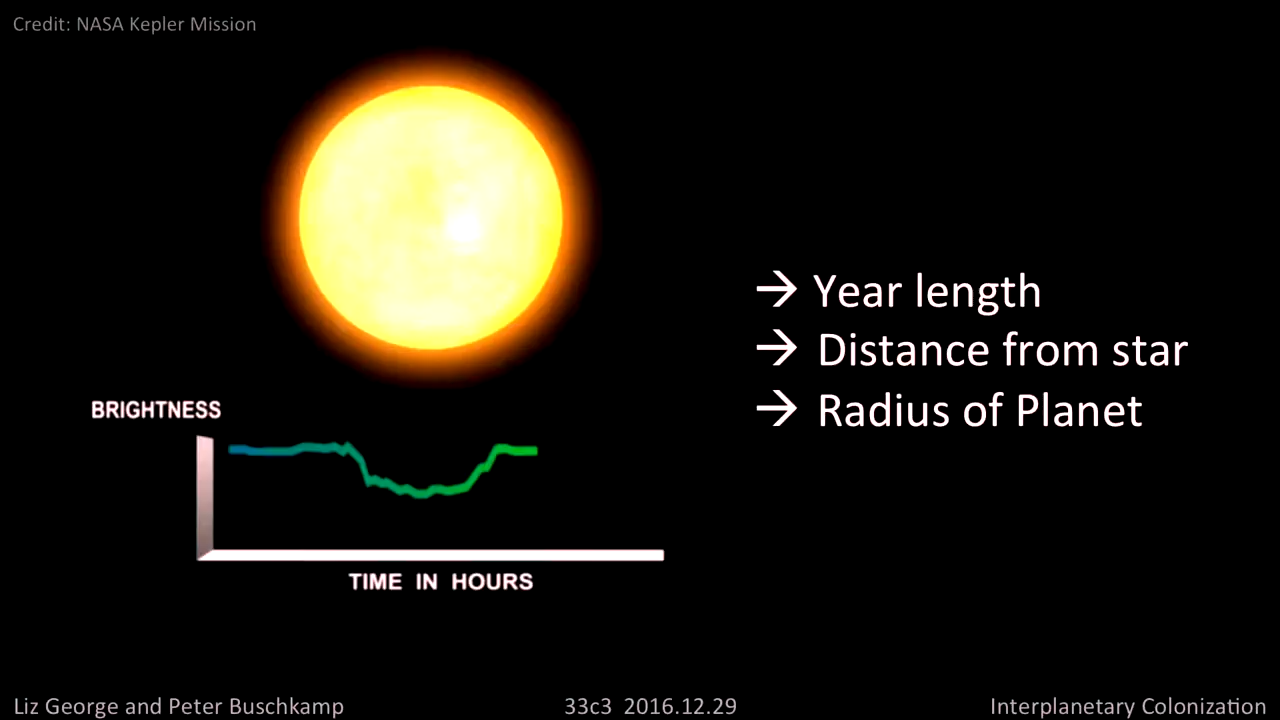 Credit: NASA Kepler Mission
→ Year length
→ Distance from star
→ Radius of Planet
BRIGHTNESS
TIME IN HOURS
Liz George and Peter Buschkamp
33c3 2016.12.29
Interplanetary Colonization